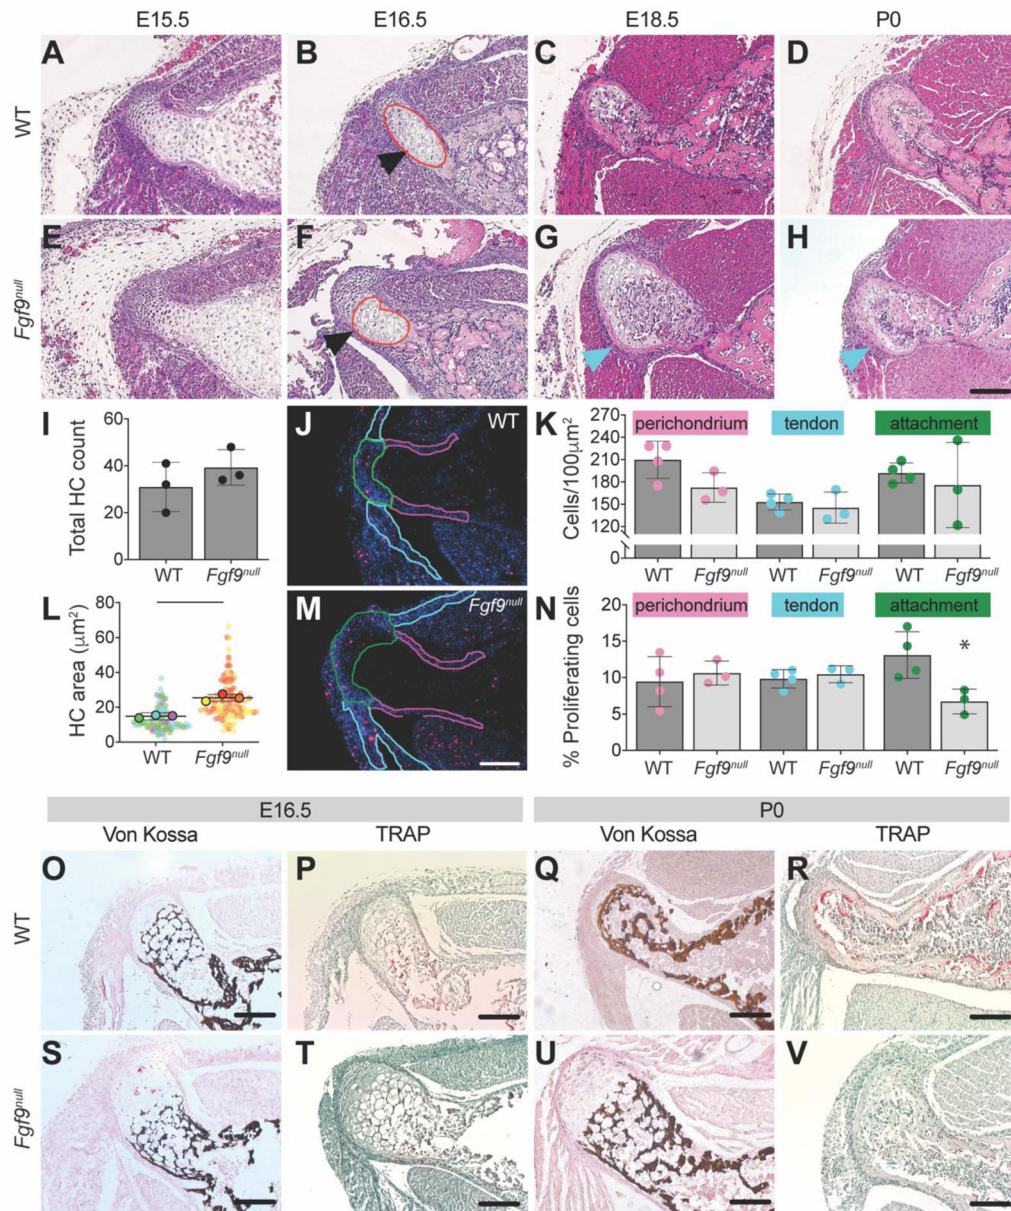 E15.5 E16.5 E18.5 P0
WT
A B C D
Fgf9null
E F G H
I
Total HC count
60
40
20
0
WT Fgf9null
J WT
K
perichondrium tendon attachment
Cells/100μm2
270
240
210
180
150
120
0
WT Fgf9null WT Fgf9null WT Fgf9null
L
HC area (μm2)
80
60
40
20
0
WT Fgf9null
M Fgf9null
N
perichondrium tendon attachment
% Proliferating cells
20
15
10
5
0
*
WT Fgf9null WT Fgf9null WT Fgf9null
E16.5 P0
Von Kossa TRAP Von Kossa TRAP
WT
O P Q R
Fgf9null
S T U V